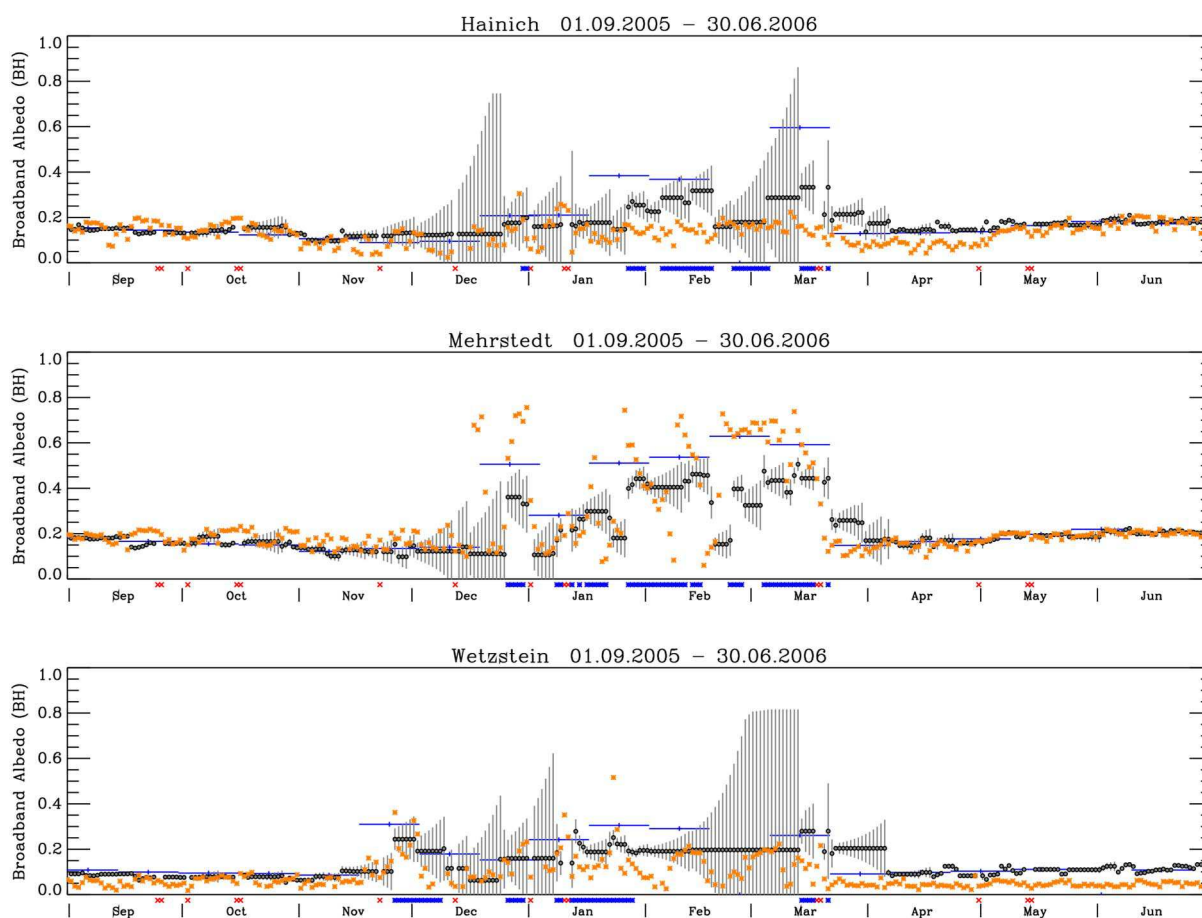 Hainich 01.09.2005 – 30.06.2006
Broadband Albedo (BH)
1.0
0.8
0.6
0.4
0.2
0.0
Sep Oct Nov Dec Jan Feb Mar Apr May Jun
Mehrstedt 01.09.2005 – 30.06.2006
Broadband Albedo (BH)
1.0
0.8
0.6
0.4
0.2
0.0
Sep Oct Nov Dec Jan Feb Mar Apr May Jun
Wetzstein 01.09.2005 – 30.06.2006
Broadband Albedo (BH)
1.0
0.8
0.6
0.4
0.2
0.0
Sep Oct Nov Dec Jan Feb Mar Apr May Jun